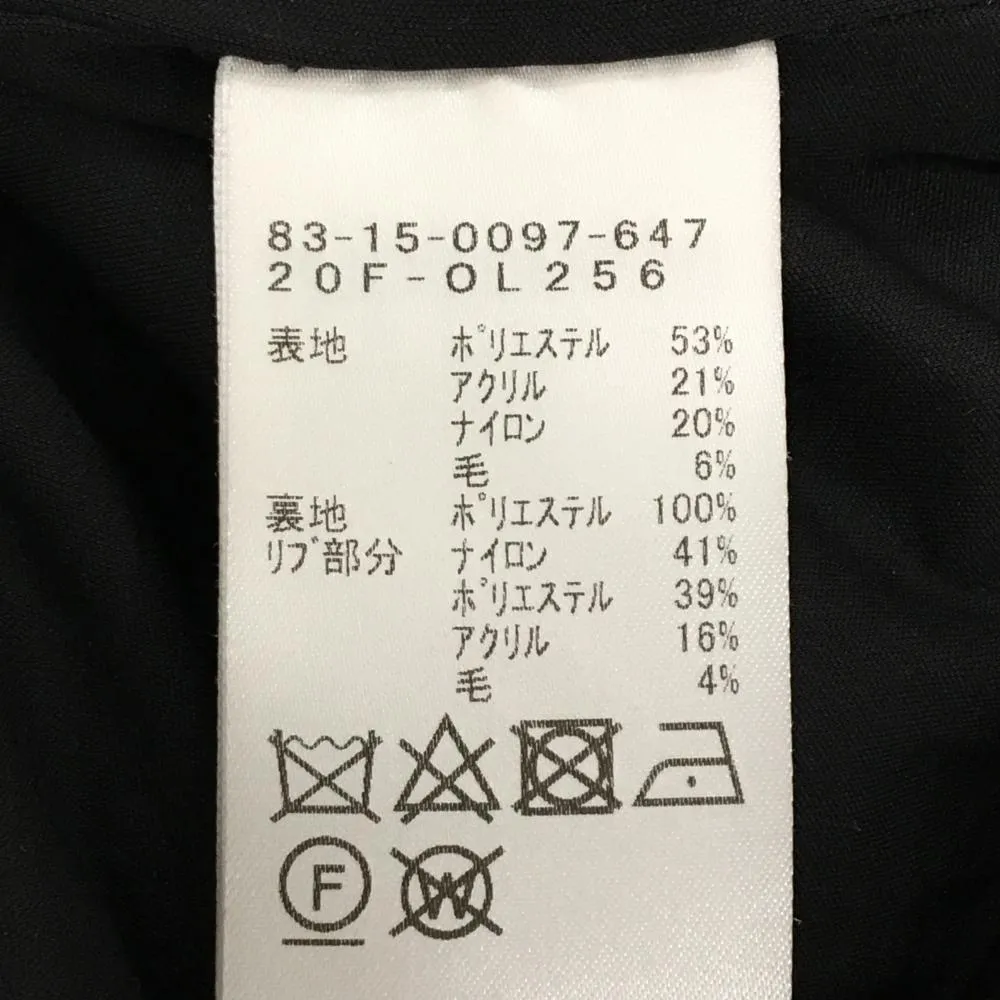 83-15-0097-647
20F-OL256
表地 ポリエステル 53%
アクリル 21%
ナイロン 20%
毛 6%
裏地 ポリエステル 100%
リブ部分 ナイロン 41%
ポリエステル 39%
アクリル 16%
毛 4%
F W